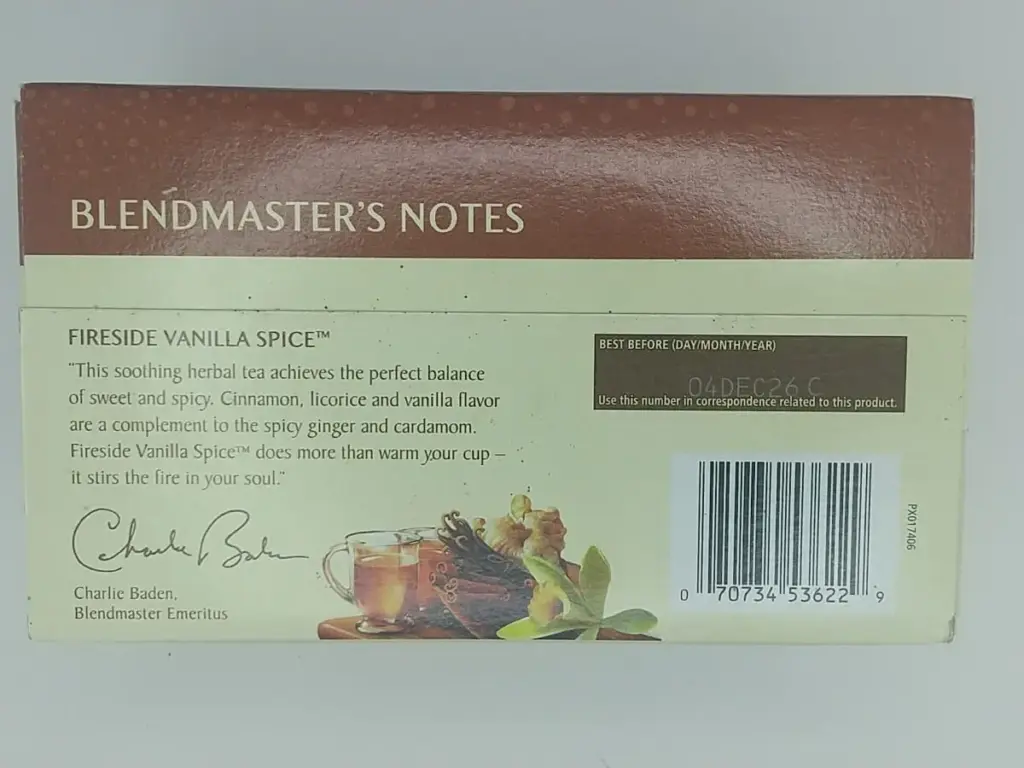 BLENDMASTER'S NOTES
FIRESIDE VANILLA SPICE™
"This soothing herbal tea achieves the perfect balance
of sweet and spicy. Cinnamon, licorice and vanilla flavor
are a complement to the spicy ginger and cardamom.
Fireside Vanilla Spice™ does more than warm your cup –
it stirs the fire in your soul."
Charlie Baden
Charlie Baden,
Blendmaster Emeritus
BEST BEFORE (DAY/MONTH/YEAR)
04DEC26 C
Use this number in correspondence related to this product.
0 70734 53622 9
PX017406